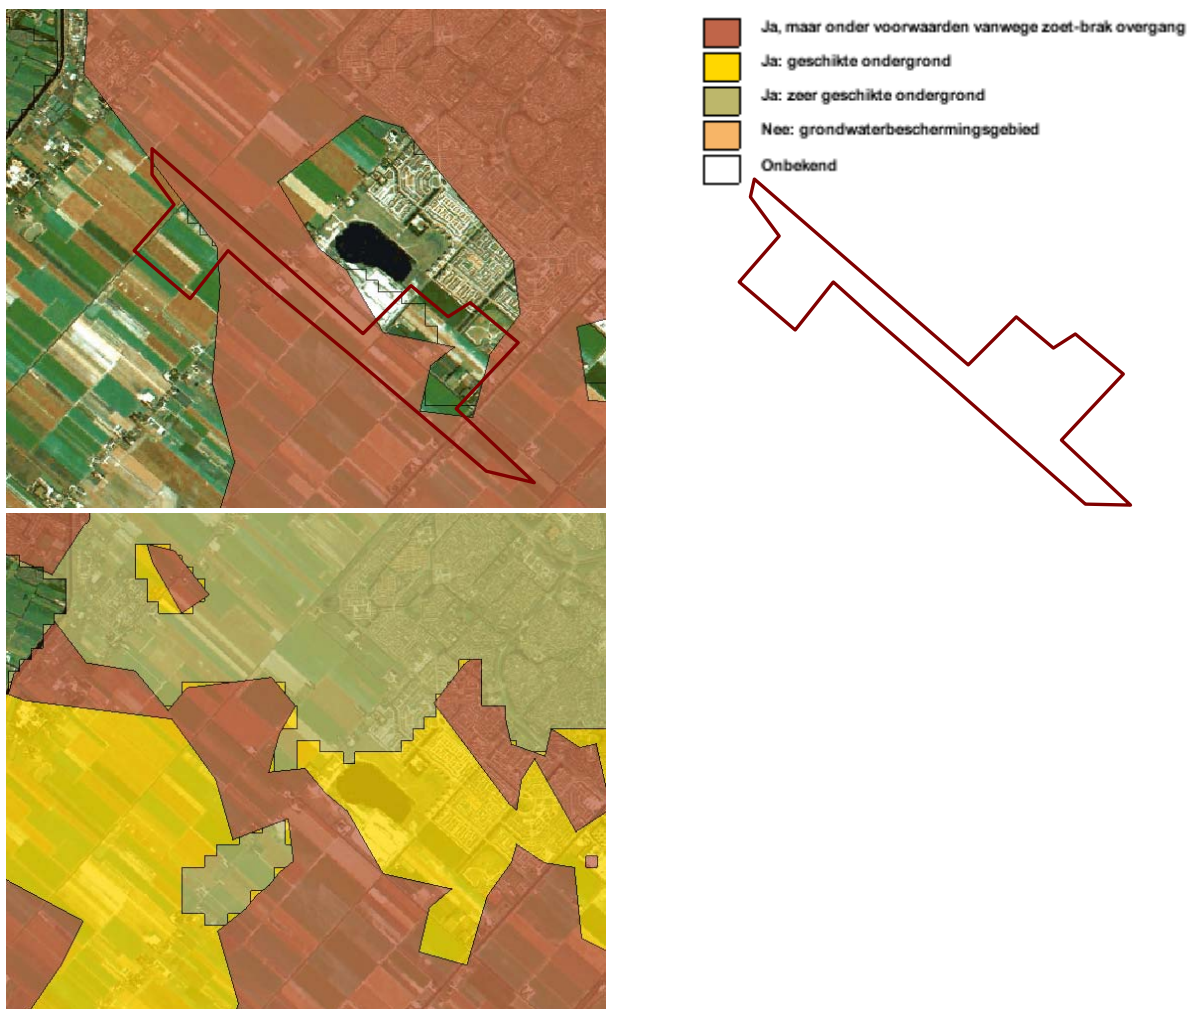 Ja, maar onder voorwaarden vanwege zoet-brak overgang
Ja: geschikte ondergrond
Ja: zeer geschikte ondergrond
Nee: grondwaterbeschermingsgebied
Onbekend